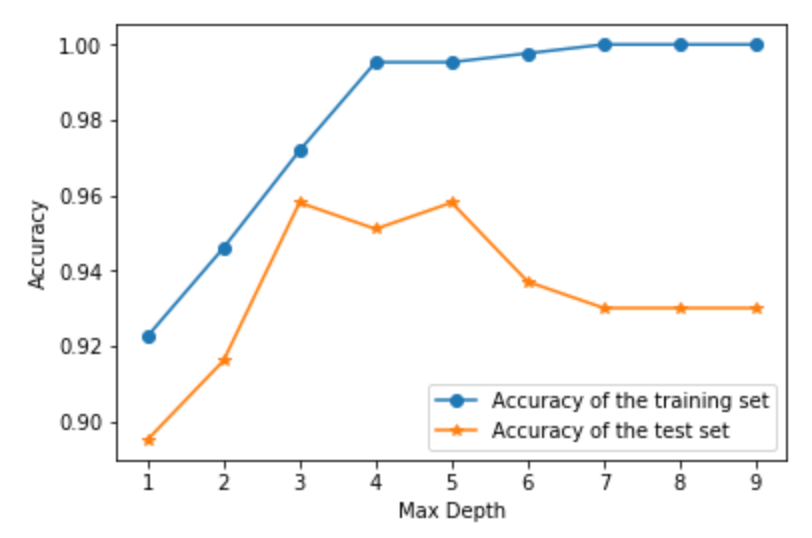 1.00
0.98
0.96
0.94
0.92
0.90
Accuracy
Accuracy of the training set
Accuracy of the test set
1 2 3 4 5 6 7 8 9
Max Depth